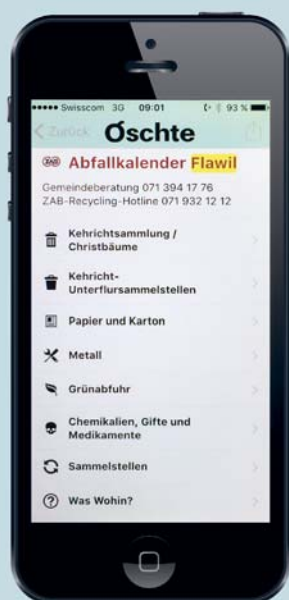 Swisscom 3G 09:01 93 %
Zurück Öschte
ZAB Abfallkalender Flawil
Gemeindeberatung 071 394 17 76
ZAB-Recycling-Hotline 071 932 12 12
Kehrichtsammlung /
Christbäume
Kehricht-
Unterflursammelstellen
Papier und Karton
Metall
Grünabfuhr
Chemikalien, Gifte und
Medikamente
Sammelstellen
Was Wohin?